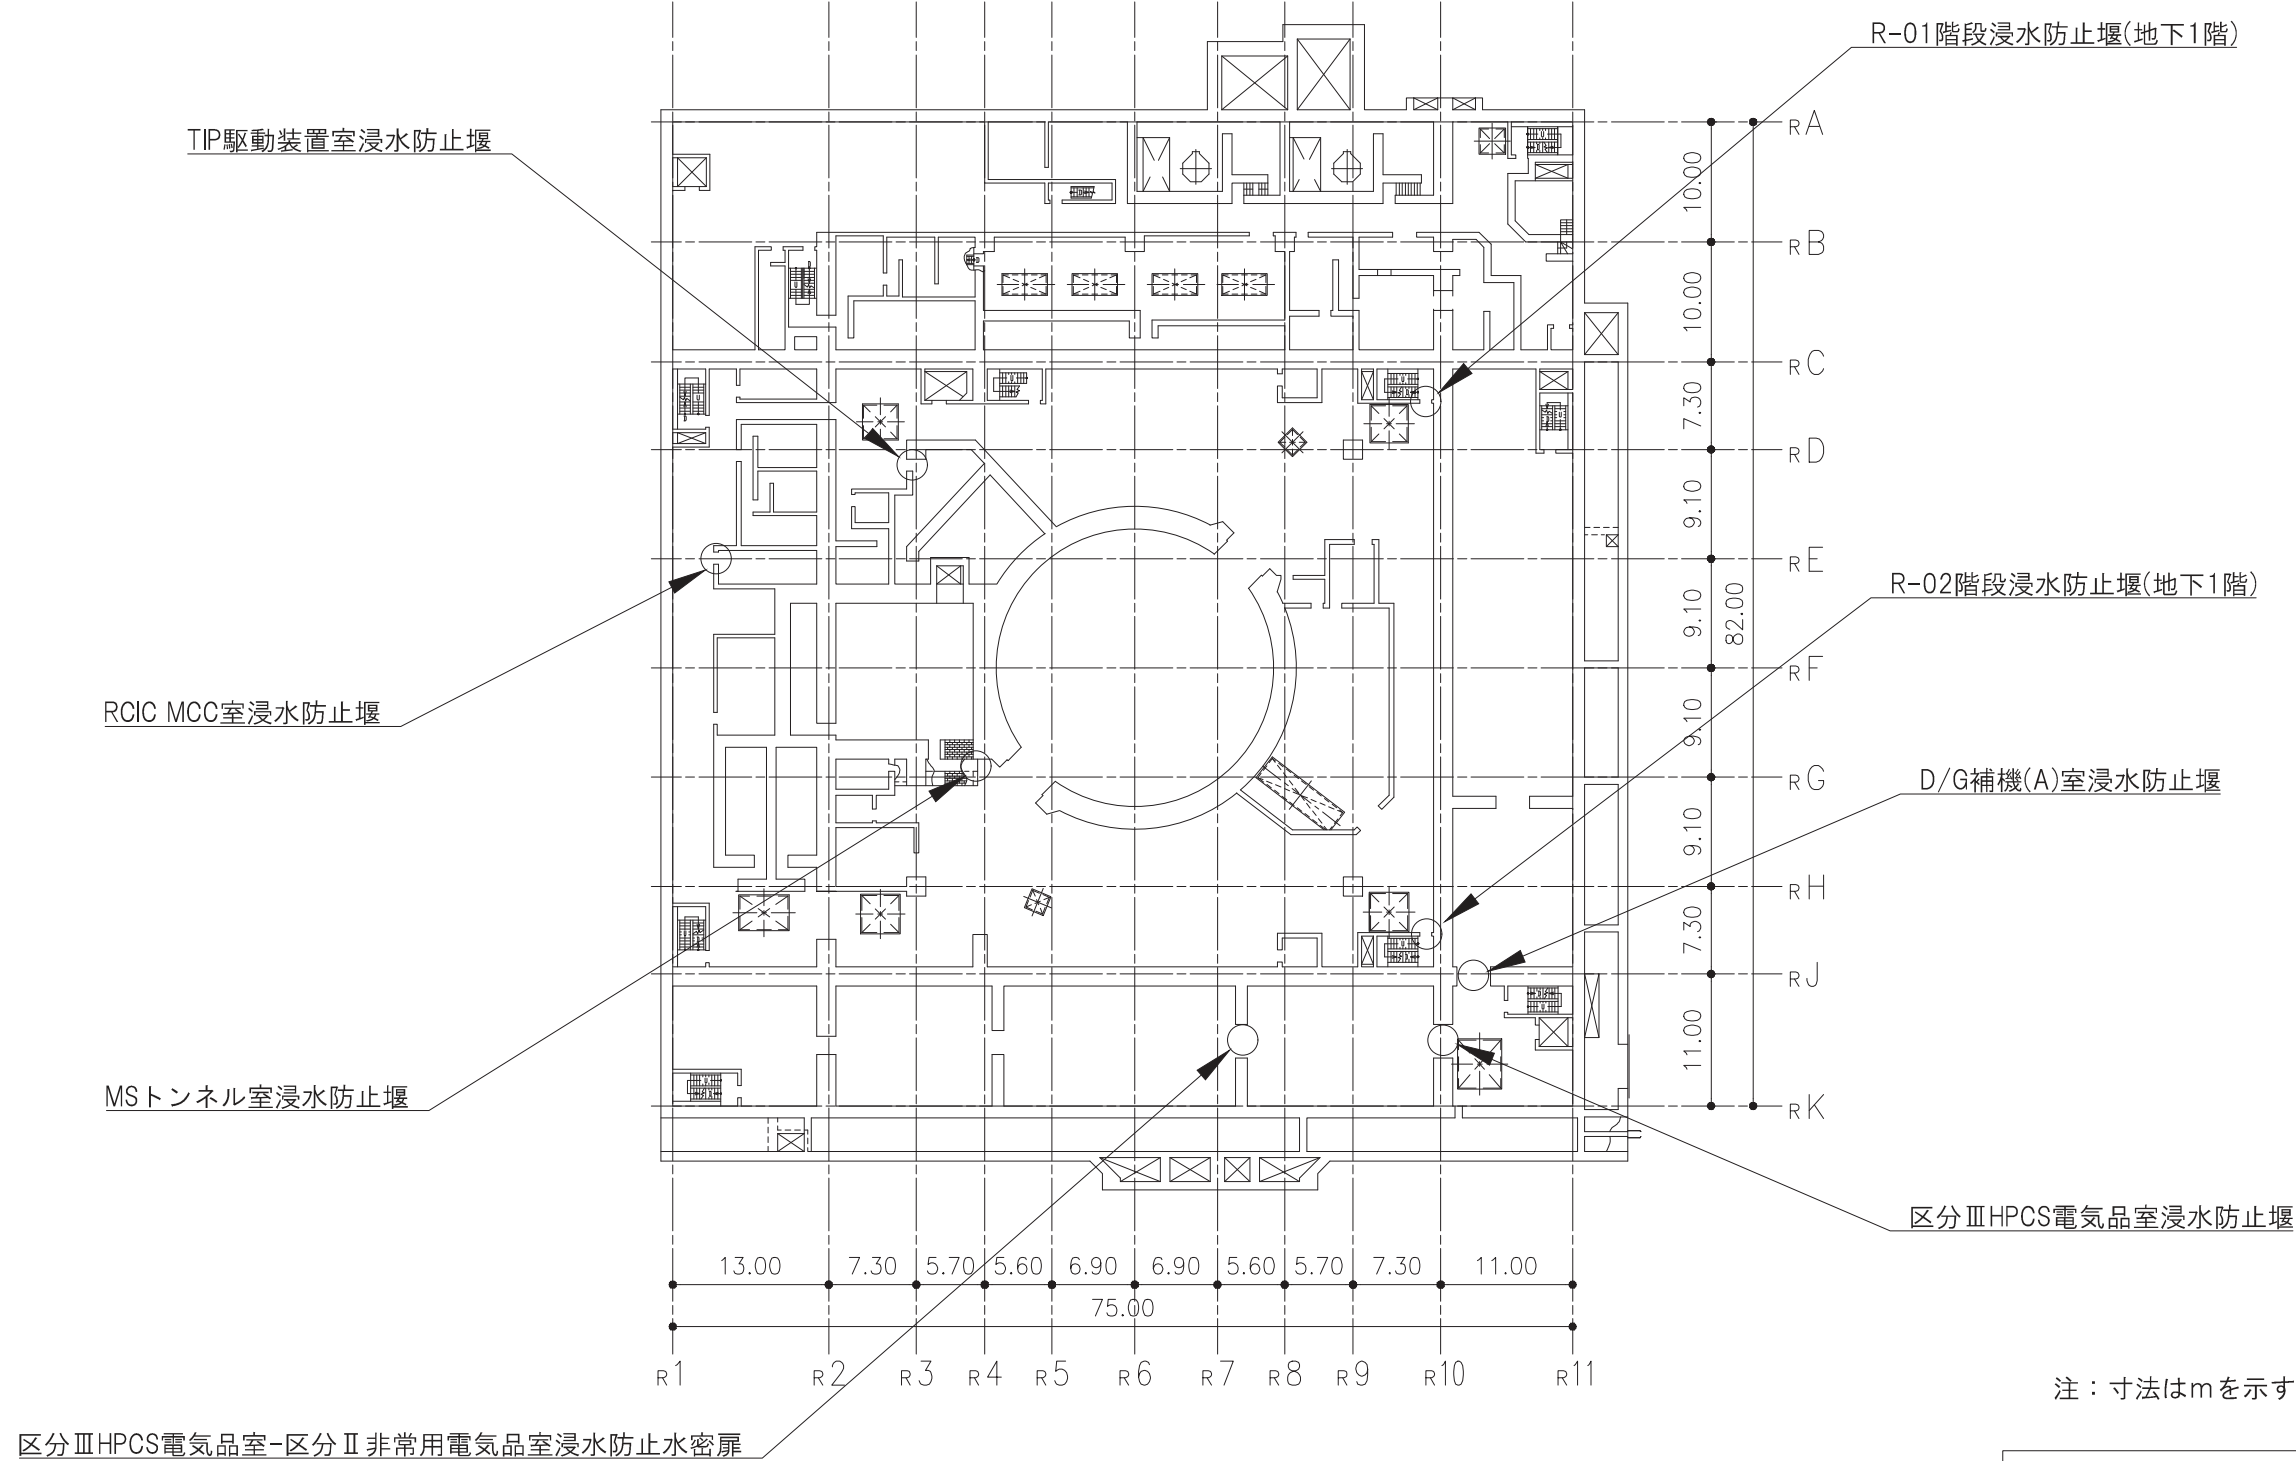 R-01階段浸水防止堰(地下1階)
TIP駆動装置室浸水防止堰
RA
10.00
RB
10.00
RC
7.30
RD
9.10
RE
R-02階段浸水防止堰(地下1階)
9.10
82.00
RF
RCIC MCC室浸水防止堰
9.10
RG
D/G補機(A)室浸水防止堰
9.10
RH
7.30
RJ
11.00
MSトンネル室浸水防止堰
RK
区分ⅢHPCS電気品室浸水防止堰
13.00 7.30 5.70 5.60 6.90 6.90 5.60 5.70 7.30 11.00
75.00
R1 R2 R3 R4 R5 R6 R7 R8 R9 R10 R11
注：寸法はmを示す
区分ⅢHPCS電気品室-区分Ⅱ非常用電気品室浸水防止水密扉